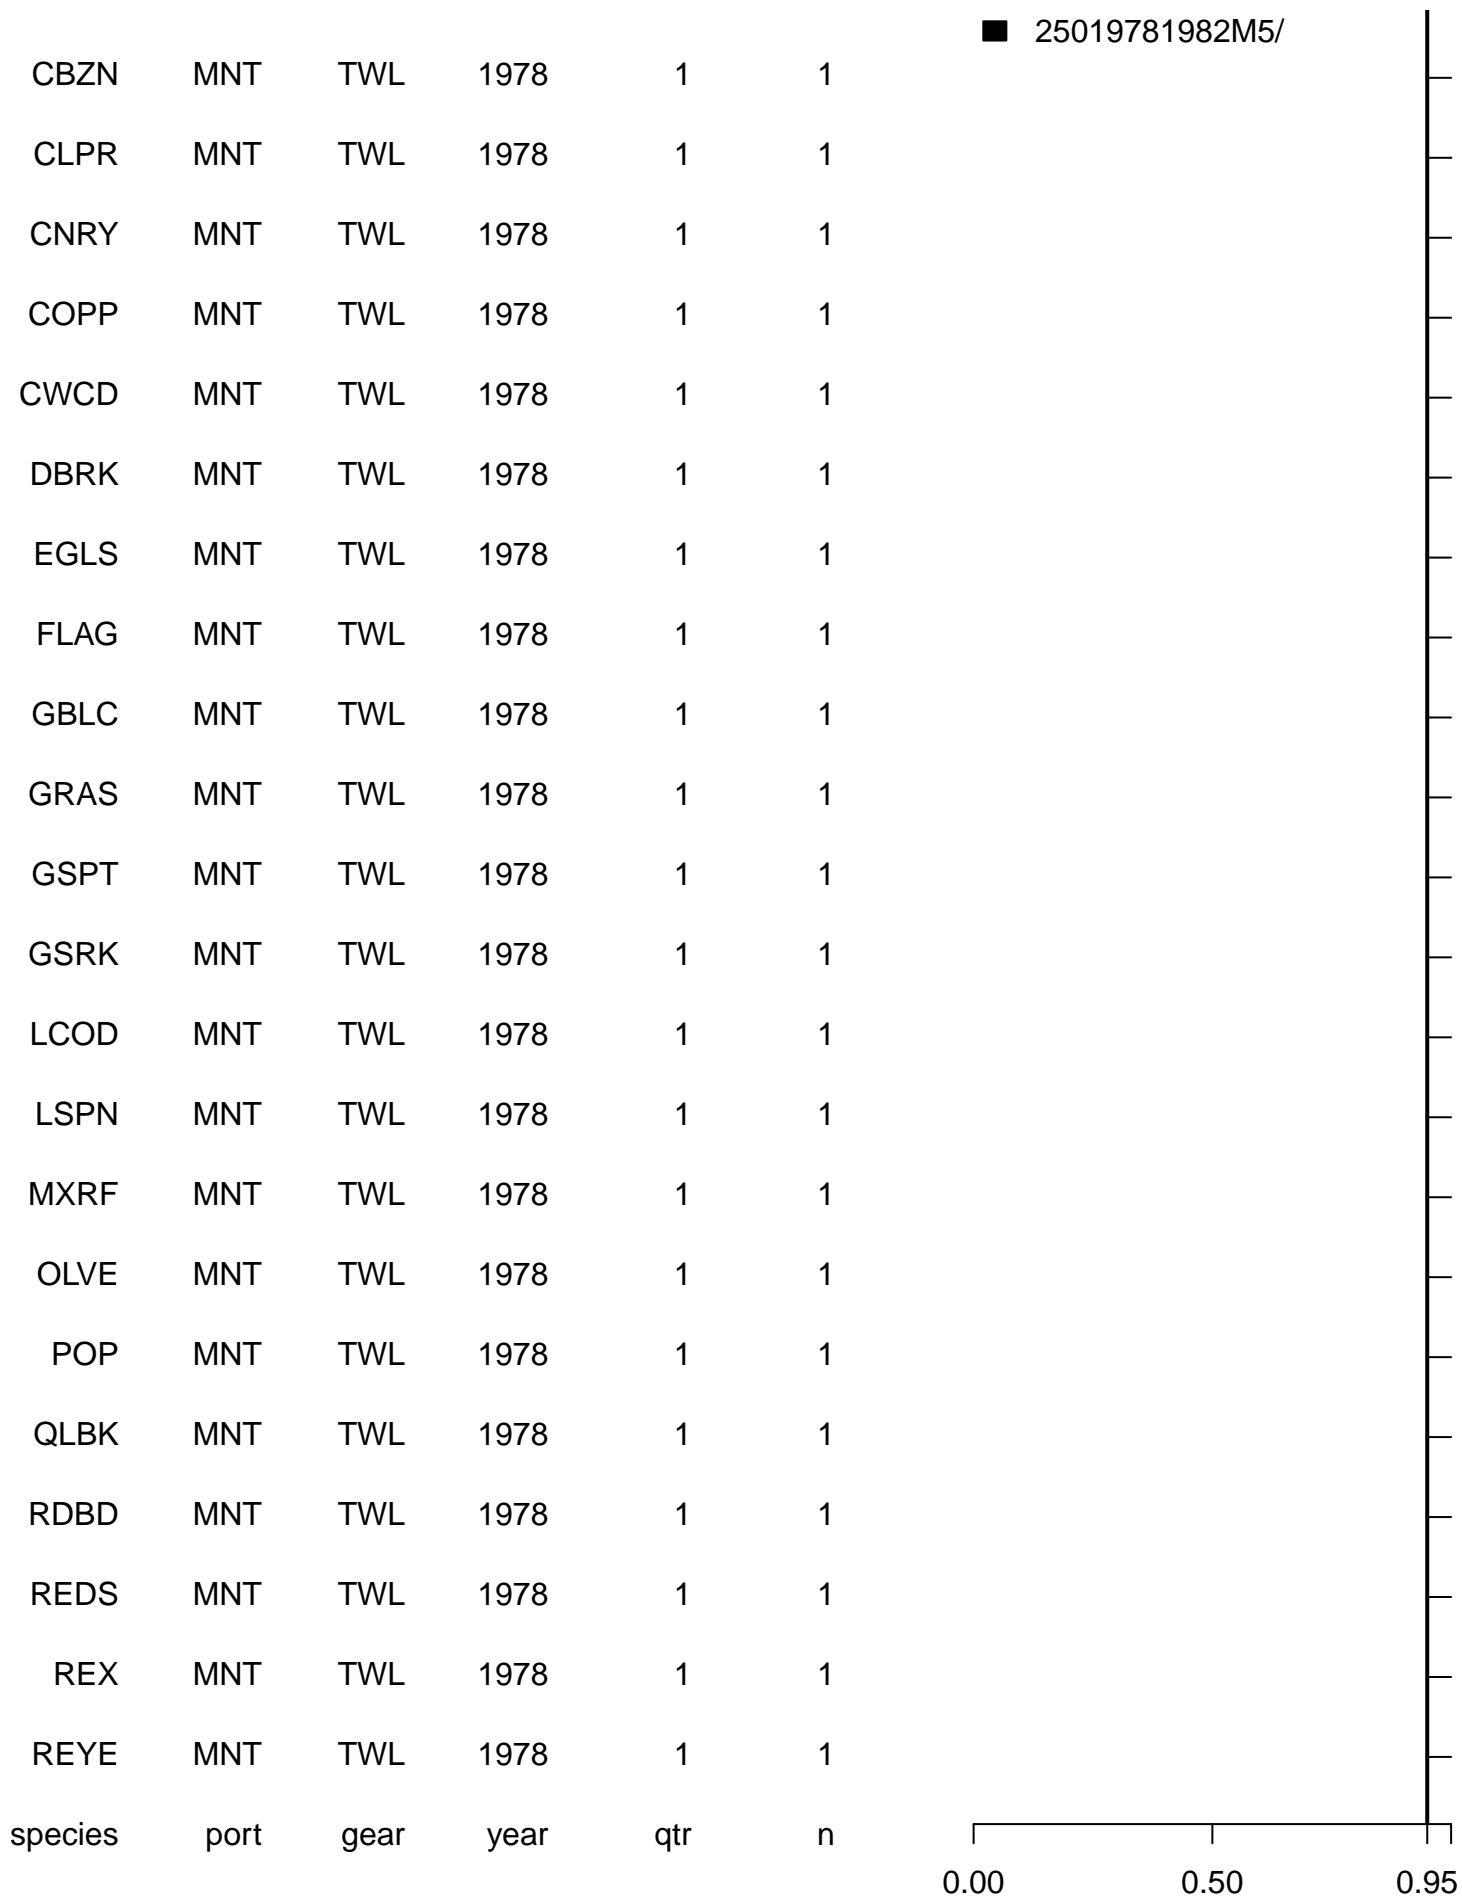 25019781982M5/
CBZN MNT TWL 1978 1 1
CLPR MNT TWL 1978 1 1
CNRY MNT TWL 1978 1 1
COPP MNT TWL 1978 1 1
CWCD MNT TWL 1978 1 1
DBRK MNT TWL 1978 1 1
EGLS MNT TWL 1978 1 1
FLAG MNT TWL 1978 1 1
GBLC MNT TWL 1978 1 1
GRAS MNT TWL 1978 1 1
GSPT MNT TWL 1978 1 1
GSRK MNT TWL 1978 1 1
LCOD MNT TWL 1978 1 1
LSPN MNT TWL 1978 1 1
MXRF MNT TWL 1978 1 1
OLVE MNT TWL 1978 1 1
POP MNT TWL 1978 1 1
QLBK MNT TWL 1978 1 1
RDBD MNT TWL 1978 1 1
REDS MNT TWL 1978 1 1
REX MNT TWL 1978 1 1
REYE MNT TWL 1978 1 1
species port gear year qtr n
0.00 0.50 0.95